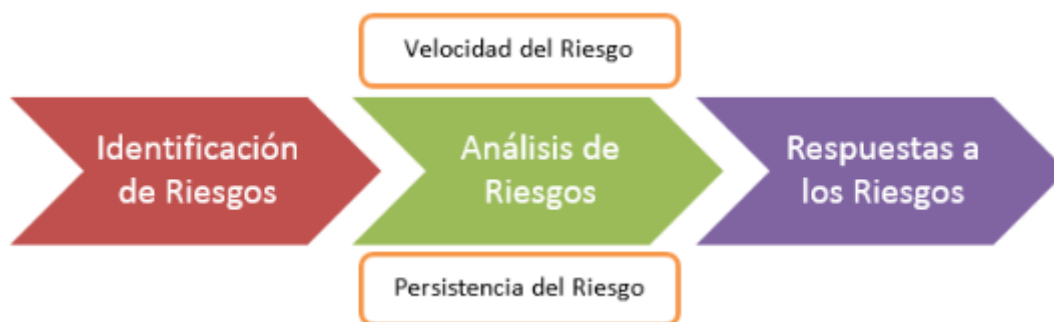 Velocidad del Riesgo
Identificación
de Riesgos
Análisis de
Riesgos
Respuestas a
los Riesgos
Persistencia del Riesgo